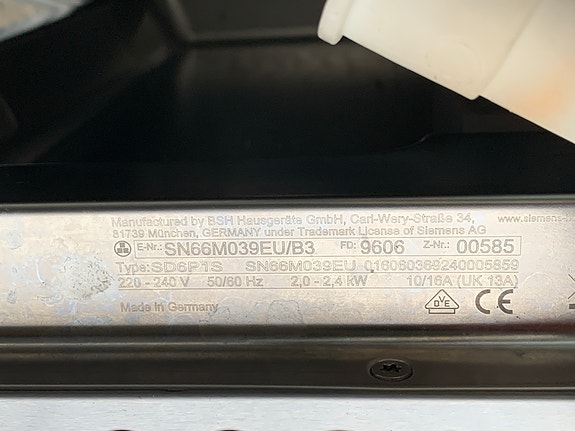 Manufactured by BSH Hausgeräte GmbH, Carl-Wery-Straße 34, www.siemens-
81739 München, GERMANY under Trademark License of Siemens AG
E-Nr.: SN66M039EU/B3 FD: 9606 Z-Nr.: 00585
Type: SD6P1S SN66M039EU 016060369240005859
220 - 240 V 50/60 Hz 2,0 - 2,4 kW 10/16A (UK 13A)
Made in Germany DVE CE